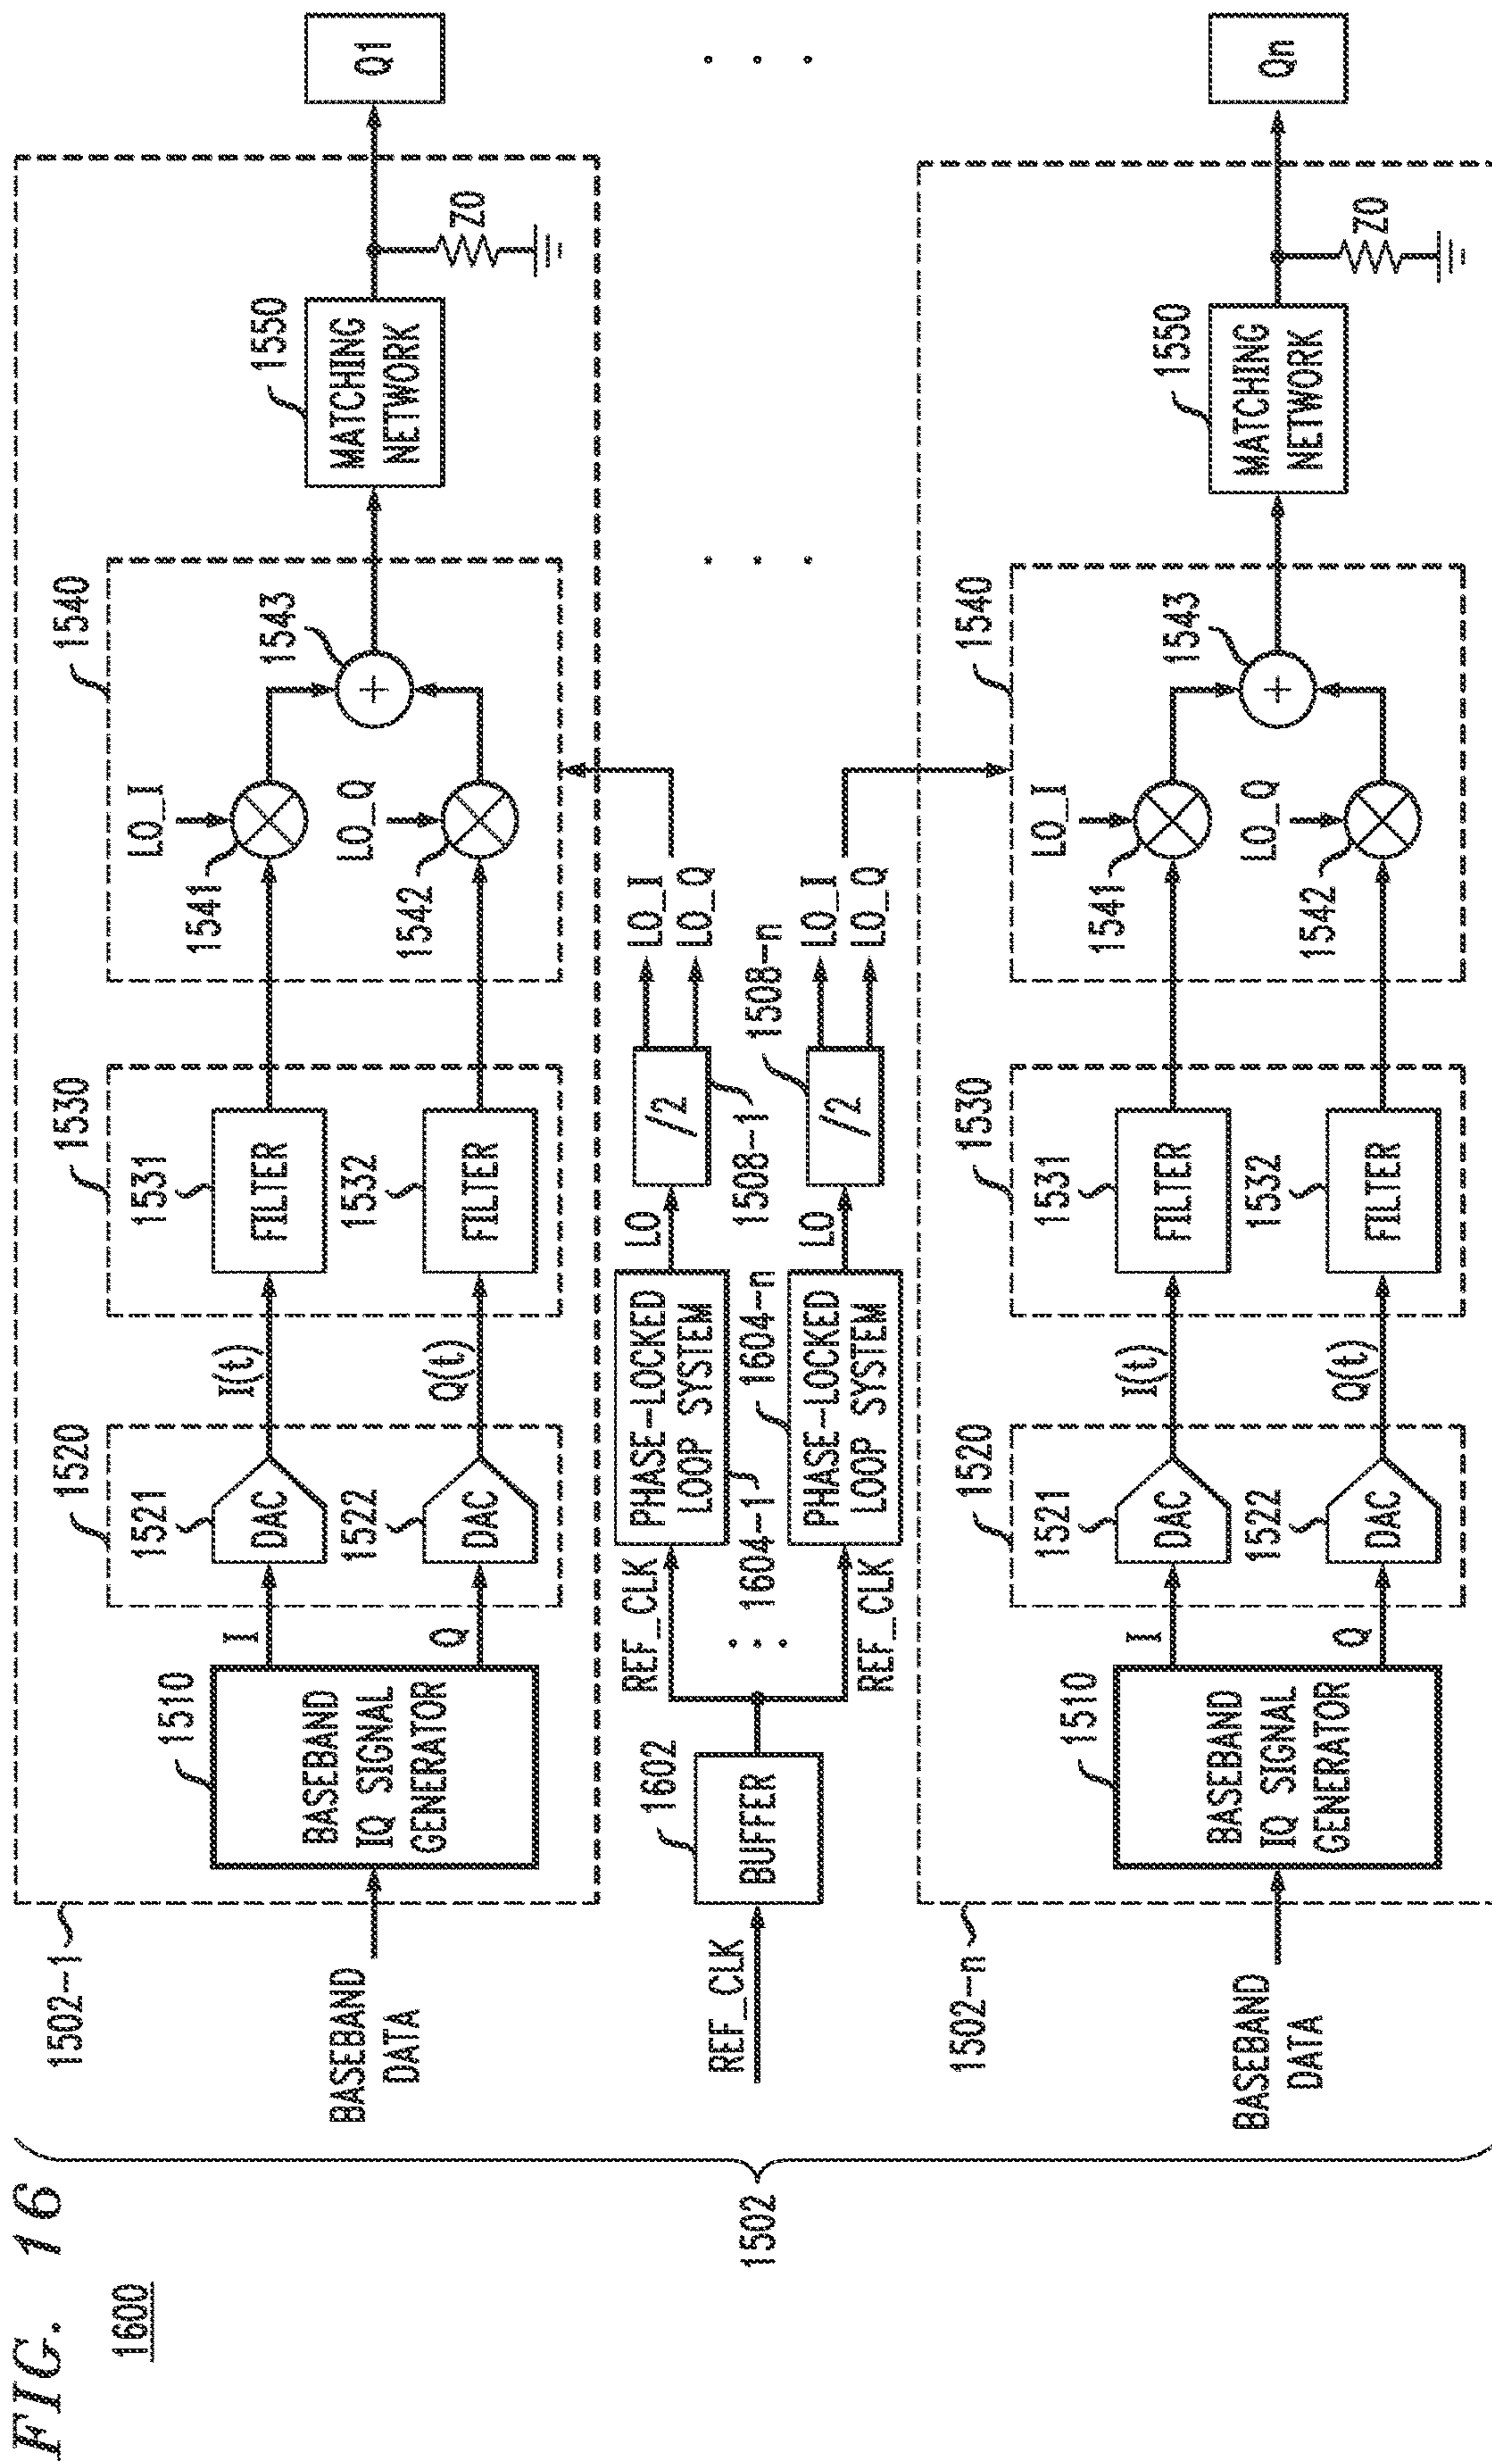 FIG. 16
1600
1502
1502-1
BASEBAND
DATA
1510
BASEBAND
IQ SIGNAL
GENERATOR
I
Q
1520
1521
DAC
1522
DAC
I(t)
Q(t)
1530
1531
FILTER
1532
FILTER
1540
LO_I
1541
LO_Q
1542
1543
+
1550
MATCHING
NETWORK
Z0
Q1
REF_CLK
1602
BUFFER
REF_CLK
REF_CLK
PHASE-LOCKED
LOOP SYSTEM
1604-1
1604-n
PHASE-LOCKED
LOOP SYSTEM
LO
LO
/2
1508-1
1508-n
/2
LO_I
LO_Q
LO_I
LO_Q
1502-n
BASEBAND
DATA
1510
BASEBAND
IQ SIGNAL
GENERATOR
I
Q
1520
1521
DAC
1522
DAC
I(t)
Q(t)
1530
1531
FILTER
1532
FILTER
1540
LO_I
1541
LO_Q
1542
1543
+
1550
MATCHING
NETWORK
Z0
Qn